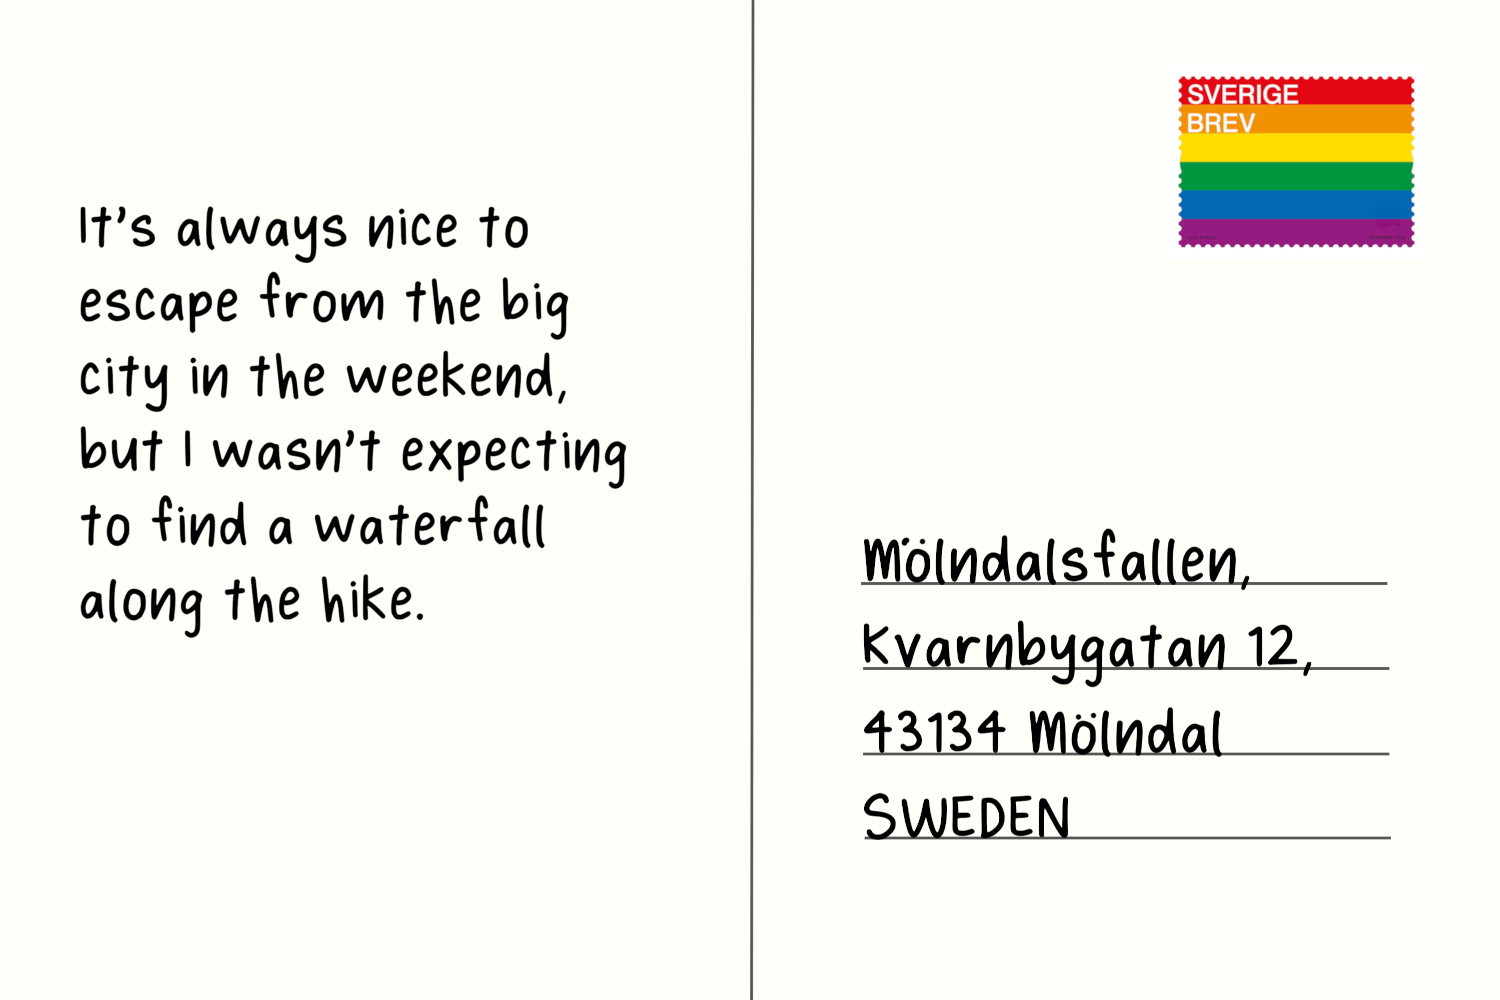 It's always nice to
escape from the big
city in the weekend,
but I wasn't expecting
to find a waterfall
along the hike.
SVERIGE
BREV
Mölndalsfallen,
Kvarnbygatan 12,
43134 Mölndal
SWEDEN